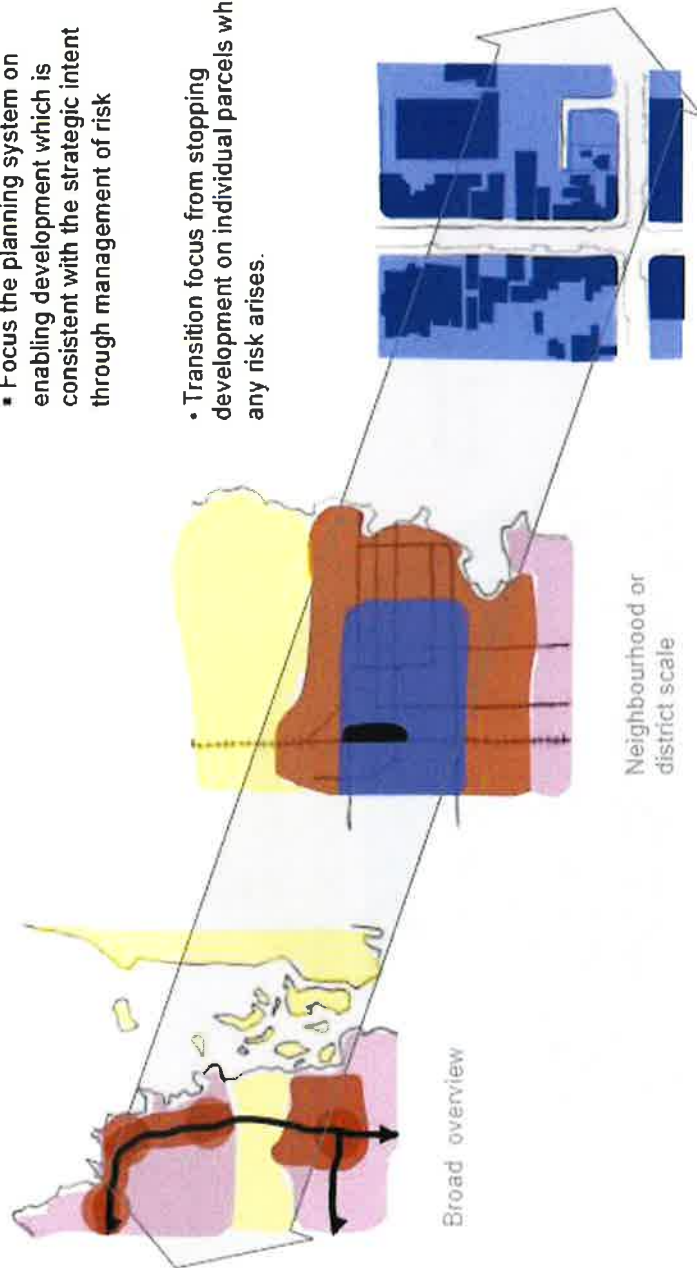 ▪ Focus the planning system on
enabling development which is
consistent with the strategic intent
through management of risk
• Transition focus from stopping
development on individual parcels wh
any risk arises.
Neighbourhood or
district scale
Broad overview